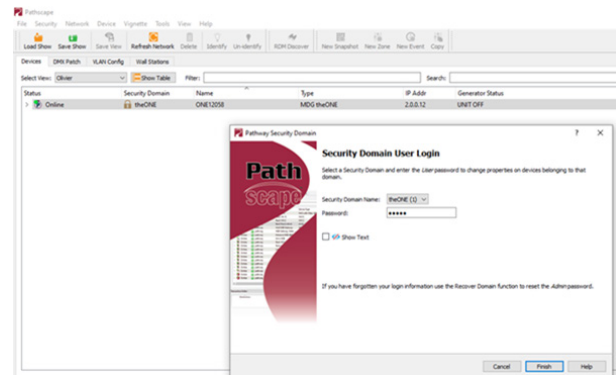 Pathscape
File Security Network Device Vignette Tools View Help
Load Show Save Show Save View Refresh Network Delete Identify Un-identify RDM Discover New Snapshot New Zone New Event Copy
Devices DMX Patch VLAN Config Wall Stations
Select View: Olivier Show Table Filter: Search:
Status Security Domain Name Type IP Addr Generator Status
Online theONE ONE12058 MDG theONE 2.0.0.12 UNIT OFF
Pathway Security Domain ? X
Path
scape
Security Domain User Login
Select a Security Domain and enter the User password to change properties on devices belonging to that
domain.
Security Domain Name: theONE (1)
Password: •••••
Show Text
If you have forgotten your login information use the Recover Domain function to reset the Admin password.
Cancel Finish Help